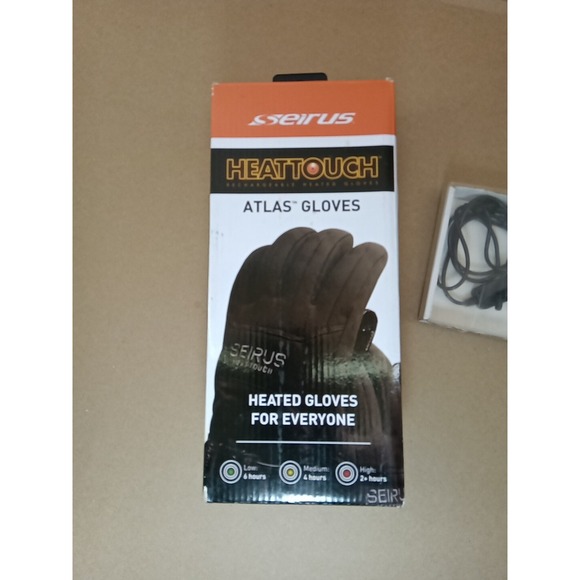 seirus
HEATTOUCH
RECHARGEABLE HEATED GLOVES
ATLAS™ GLOVES
SEIRUS
HEATTOUCH
HEATED GLOVES
FOR EVERYONE
Low:
6 hours
Medium:
4 hours
High:
2+ hours
SEIRU